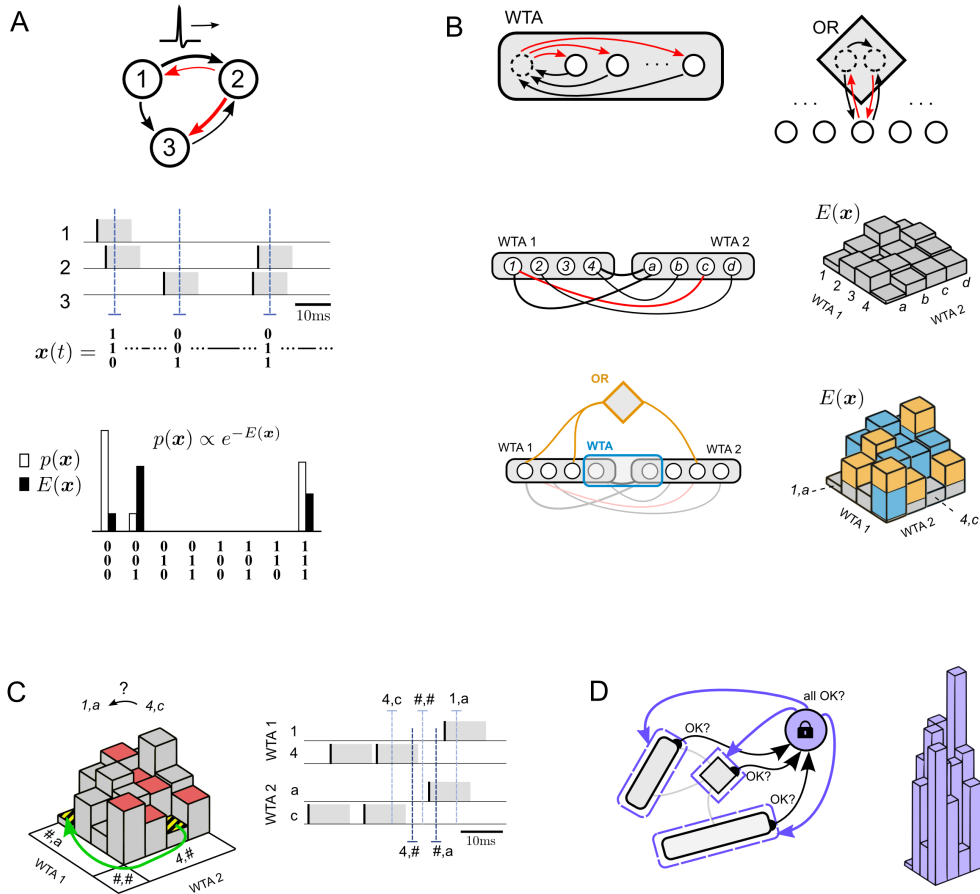 A
1
2
3
1
2
3
10ms
x(t) =
1 0 0
1 ... 0 ... 1 ...
0 1 1
p(x) ∝ e^{-E(x)}
p(x)
E(x)
0 0 0 0 1 1 1 1
0 0 1 1 0 0 1 1
0 1 0 1 0 1 0 1
B
WTA
...
OR
... ...
WTA 1 WTA 2
1 2 3 4 a b c d
E(x)
1 2 3 4 a b c d
WTA 1 WTA 2
OR
WTA 1 WTA WTA 2
E(x)
1,a
4,c
WTA 1 WTA 2
C
?
1,a 4,c
#,a
4,#
#,#
WTA 1 WTA 2
4,c #,# 1,a
WTA 1
1
4
WTA 2
a
c
4,# #,a
10ms
D
all OK?
OK?
OK?
OK?